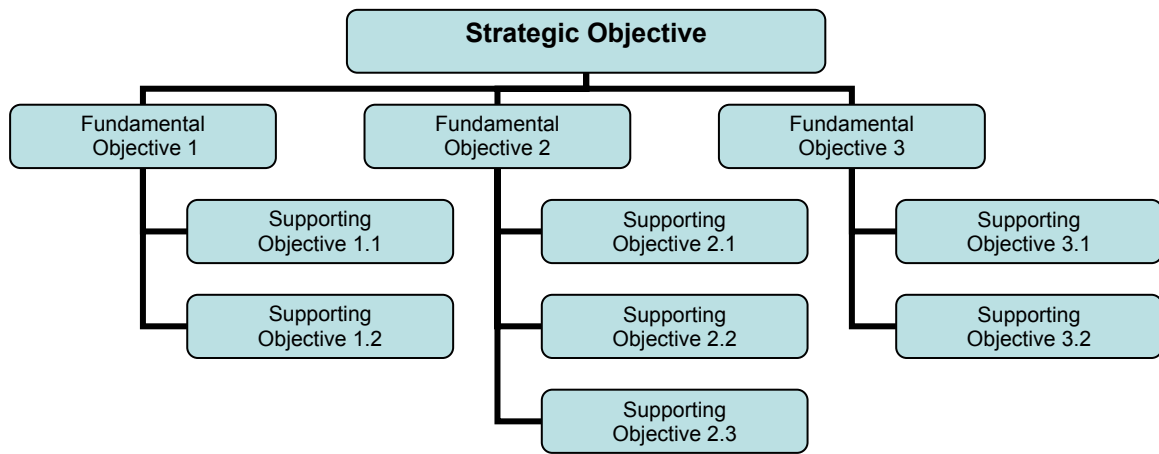 Strategic Objective
Fundamental
Objective 1
Fundamental
Objective 2
Fundamental
Objective 3
Supporting
Objective 1.1
Supporting
Objective 2.1
Supporting
Objective 3.1
Supporting
Objective 1.2
Supporting
Objective 2.2
Supporting
Objective 3.2
Supporting
Objective 2.3